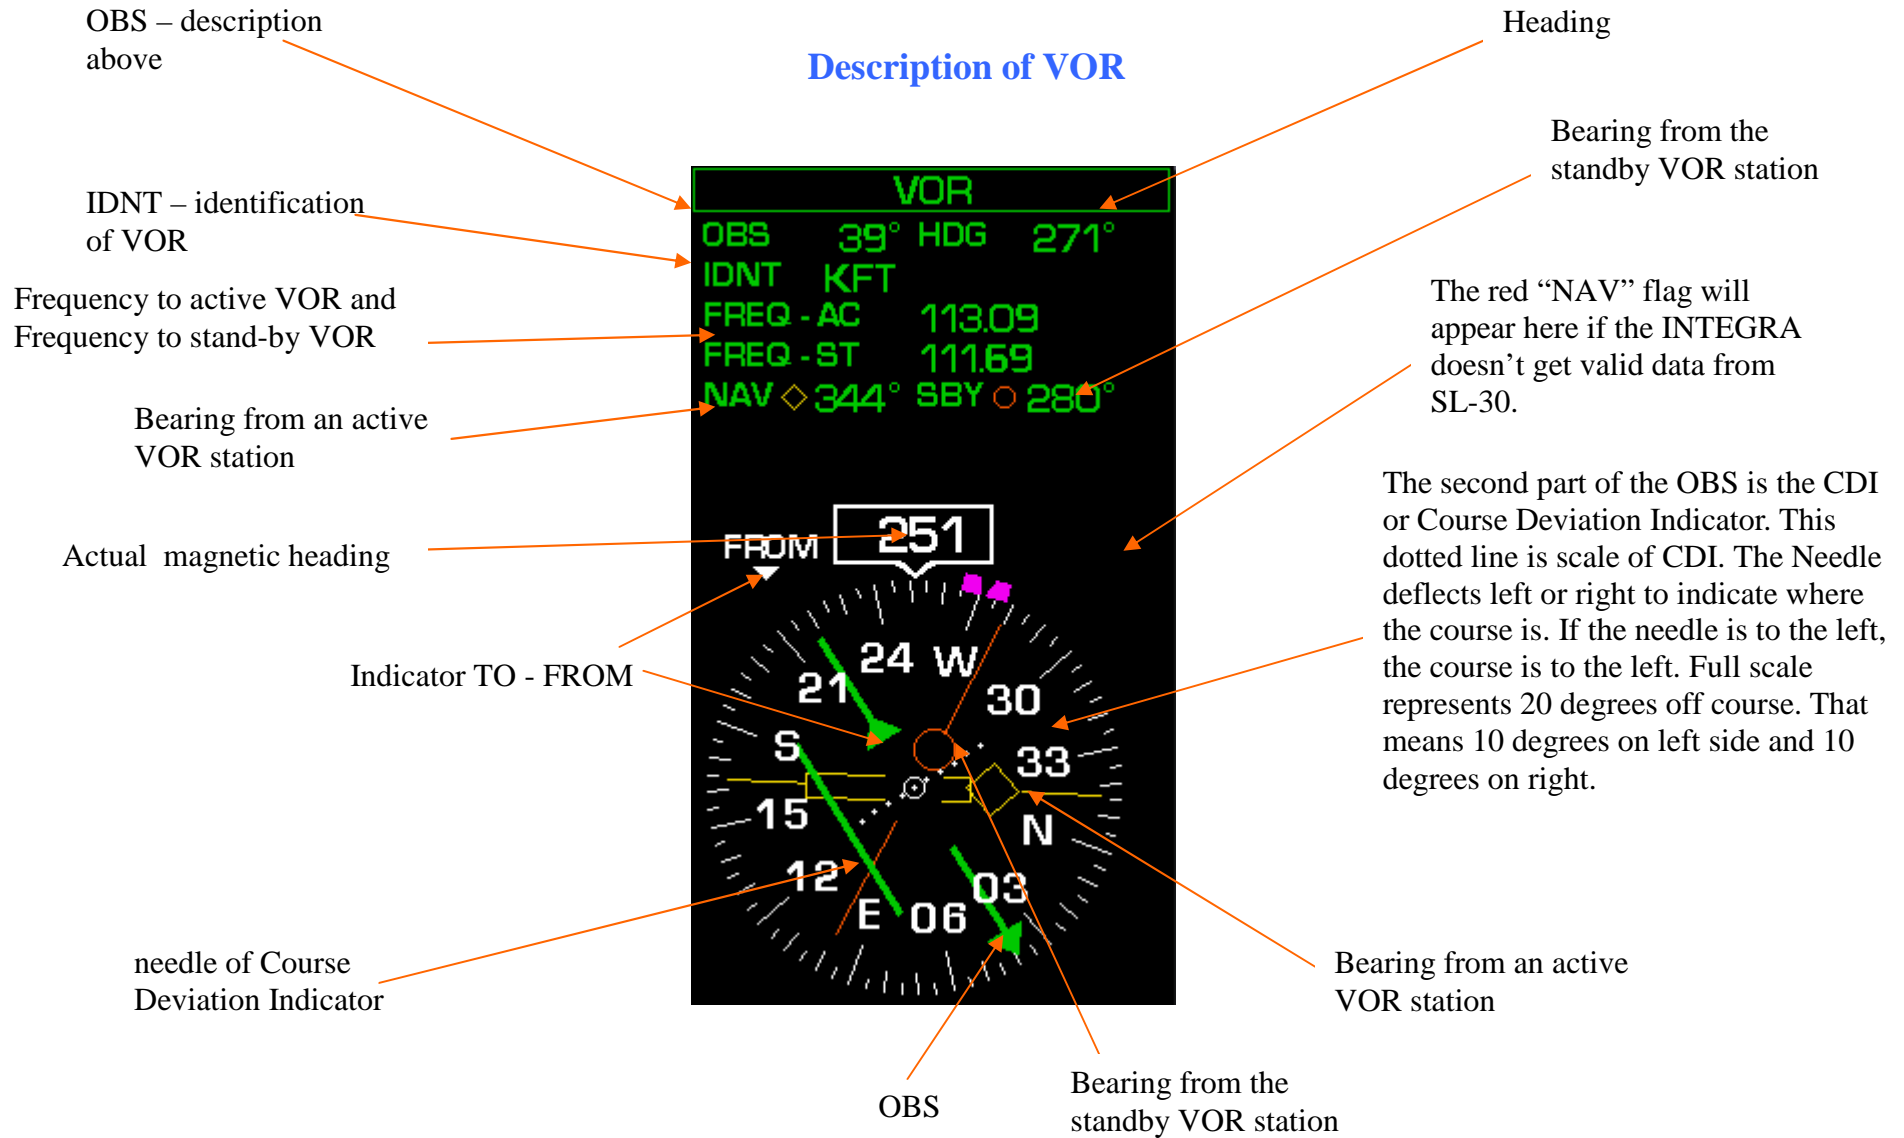 OBS – description
above
Heading
Description of VOR
Bearing from the
standby VOR station
IDNT – identification
of VOR
Frequency to active VOR and
Frequency to stand-by VOR
Bearing from an active
VOR station
Actual  magnetic heading
Indicator TO - FROM
needle of Course
Deviation Indicator
VOR
OBS 39° HDG 271°
IDNT KFT
FREQ - AC 113.09
FREQ - ST 111.69
NAV 344° SBY 280°
FROM 251
24 W
21 30
S 33
15 N
12 03
E 06
The red “NAV” flag will
appear here if the INTEGRA
doesn’t get valid data from
SL-30.
The second part of the OBS is the CDI
or Course Deviation Indicator. This
dotted line is scale of CDI. The Needle
deflects left or right to indicate where
the course is. If the needle is to the left,
the course is to the left. Full scale
represents 20 degrees off course. That
means 10 degrees on left side and 10
degrees on right.
Bearing from an active
VOR station
OBS
Bearing from the
standby VOR station